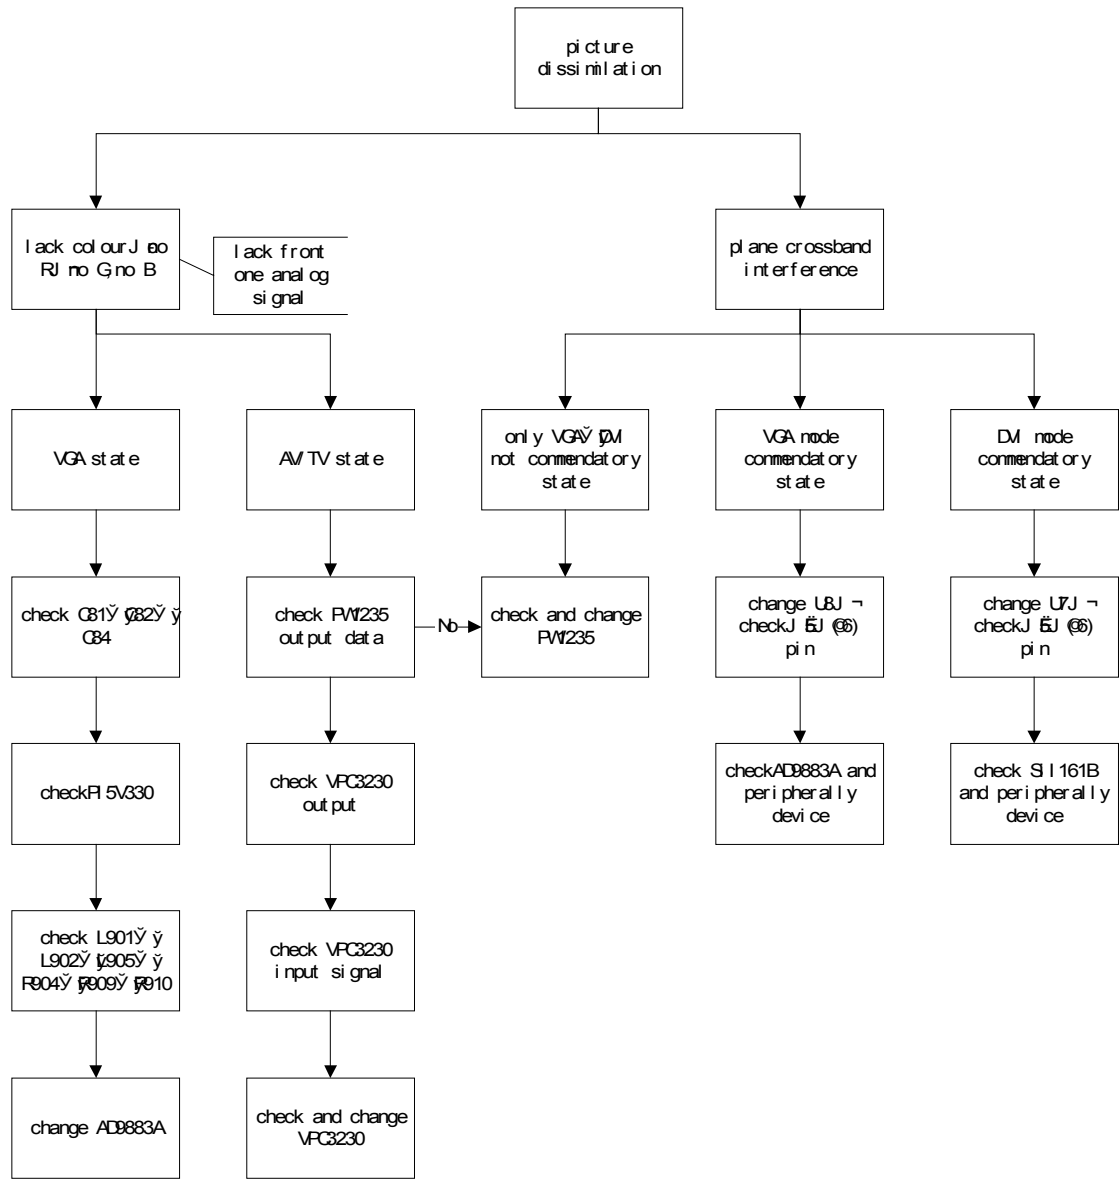 picture
dissimilation
lack colour
no G,no B
lack front
one analog
signal
plane crossband
interference
VGA state
AV/TV state
only
not commendatory
state
VGA mode
commendatory
state
DVI mode
commendatory
state
check
C84
check PW1235
output data
No
check and change
PW1235
change U8
check
pin
change U7
check
pin
checkPI5V330
check VPC3230
output
checkAD9883A and
peripherally
device
check SII161B
and peripherally
device
check L901
L902
R904
check VPC3230
input signal
change AD9883A
check and change
VPC3230